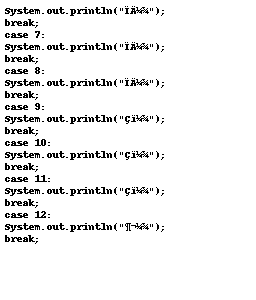 System.out.println("ÏÄ¼¾");
break;
case 7:
System.out.println("ÏÄ¼¾");
break;
case 8:
System.out.println("ÏÄ¼¾");
break;
case 9:
System.out.println("Çï¼¾");
break;
case 10:
System.out.println("Çï¼¾");
break;
case 11:
System.out.println("Çï¼¾");
break;
case 12:
System.out.println("¶¬¼¾");
break;